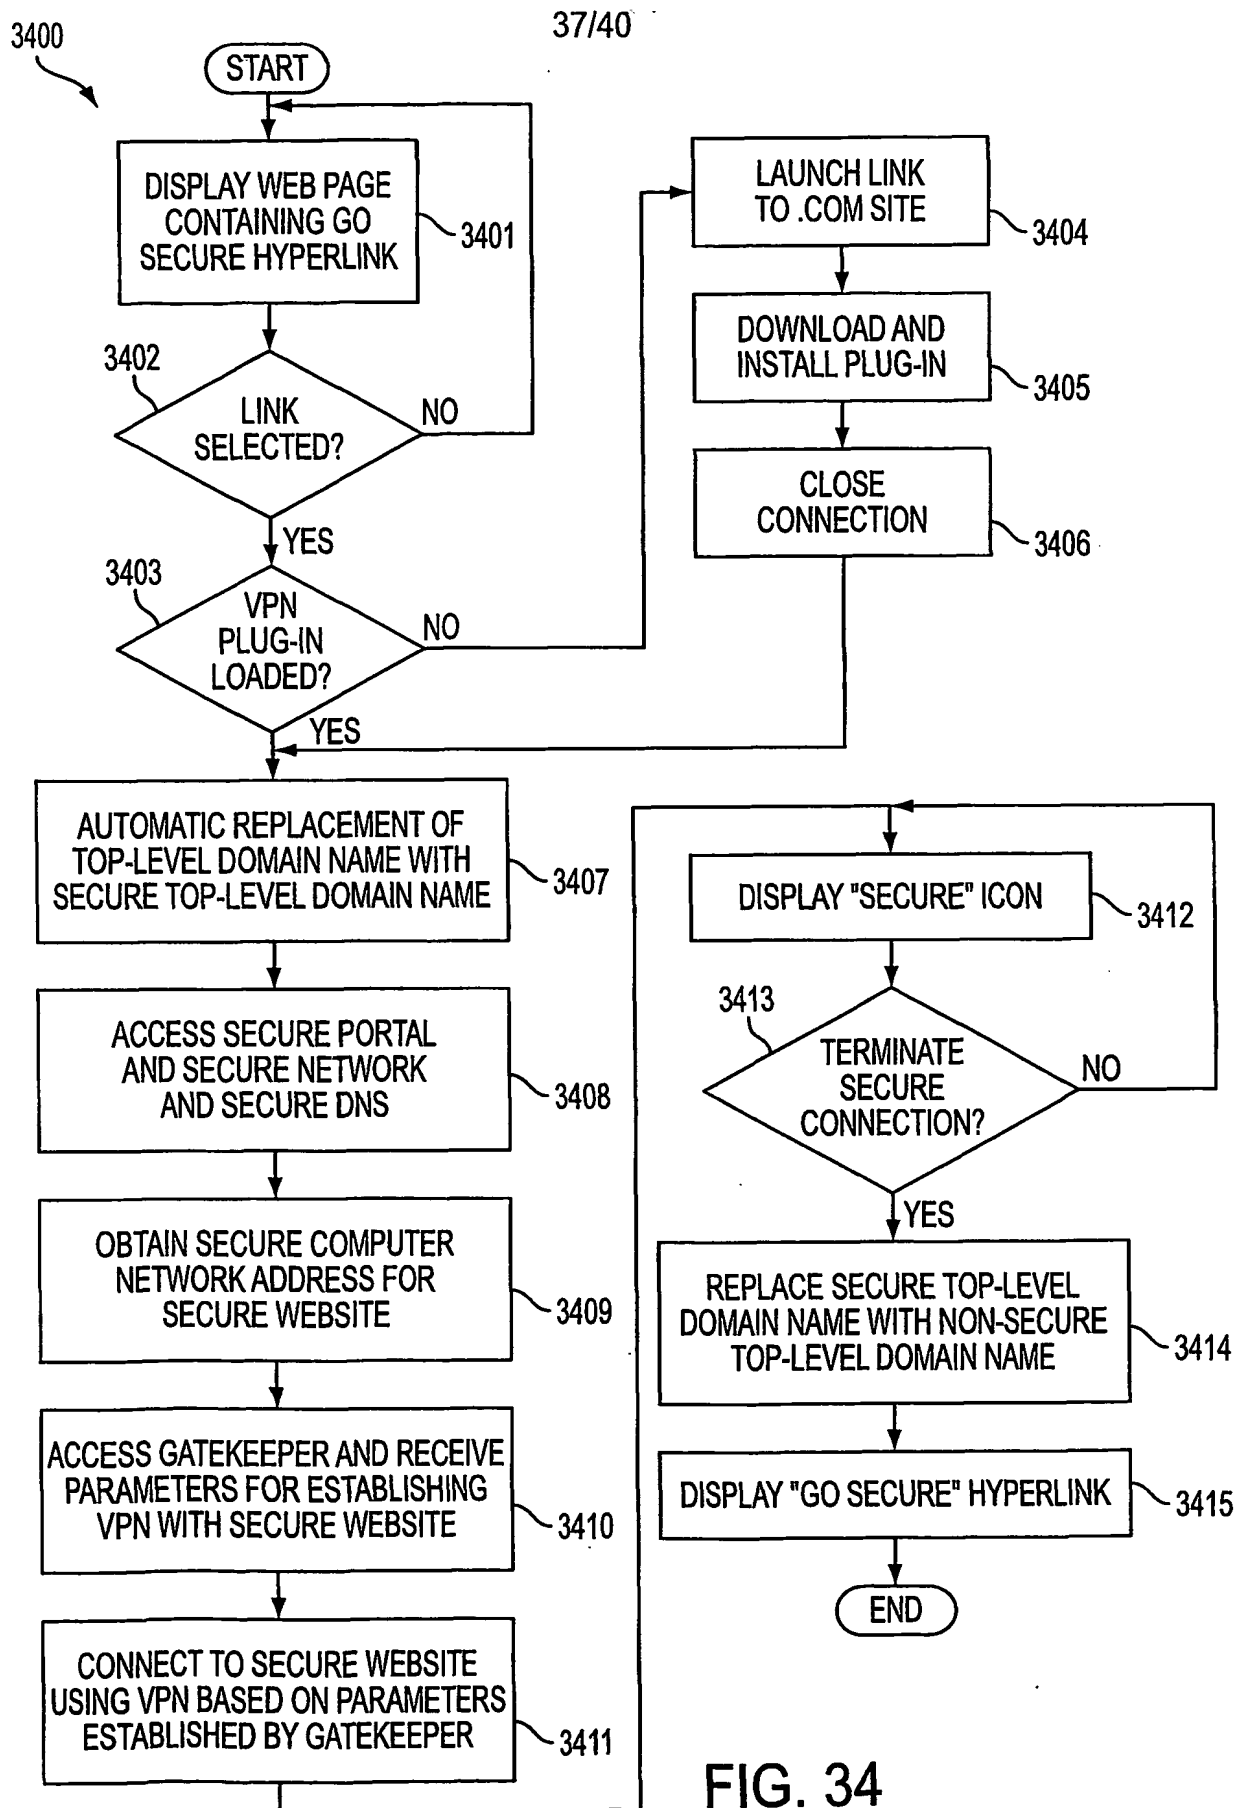 37/40
3400
START
DISPLAY WEB PAGE
CONTAINING GO
SECURE HYPERLINK
3401
3402
LINK
SELECTED?
NO
YES
3403
VPN
PLUG-IN
LOADED?
NO
YES
LAUNCH LINK
TO .COM SITE
3404
DOWNLOAD AND
INSTALL PLUG-IN
3405
CLOSE
CONNECTION
3406
AUTOMATIC REPLACEMENT OF
TOP-LEVEL DOMAIN NAME WITH
SECURE TOP-LEVEL DOMAIN NAME
3407
ACCESS SECURE PORTAL
AND SECURE NETWORK
AND SECURE DNS
3408
OBTAIN SECURE COMPUTER
NETWORK ADDRESS FOR
SECURE WEBSITE
3409
ACCESS GATEKEEPER AND RECEIVE
PARAMETERS FOR ESTABLISHING
VPN WITH SECURE WEBSITE
3410
CONNECT TO SECURE WEBSITE
USING VPN BASED ON PARAMETERS
ESTABLISHED BY GATEKEEPER
3411
DISPLAY "SECURE" ICON
3412
3413
TERMINATE
SECURE
CONNECTION?
NO
YES
REPLACE SECURE TOP-LEVEL
DOMAIN NAME WITH NON-SECURE
TOP-LEVEL DOMAIN NAME
3414
DISPLAY "GO SECURE" HYPERLINK
3415
END
FIG. 34